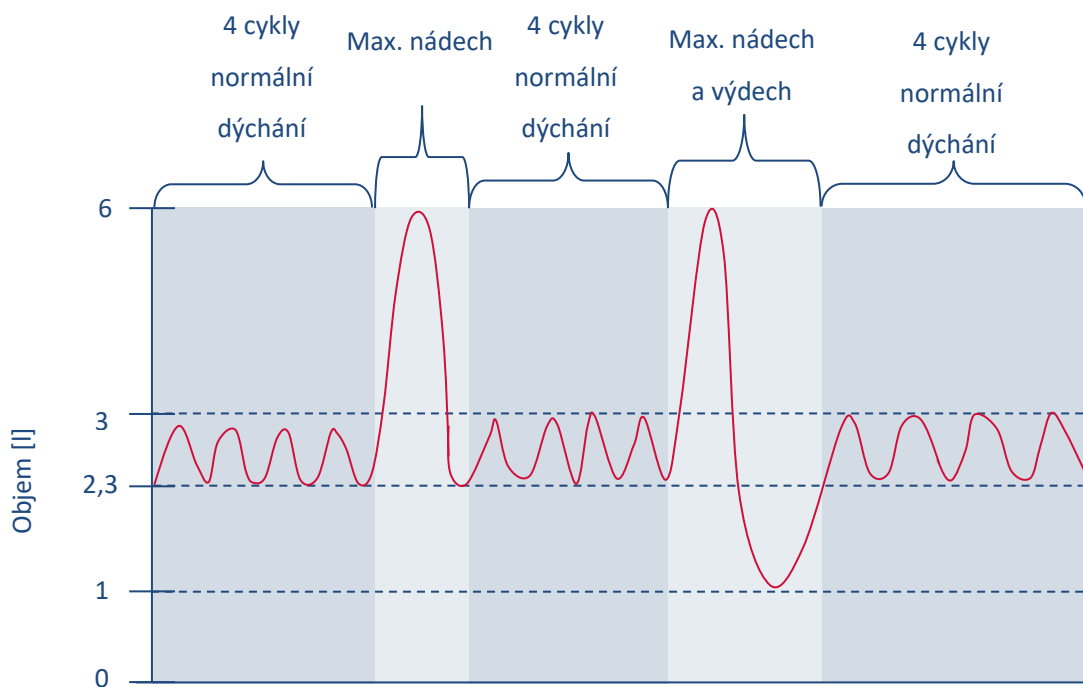 4 cykly
normální
dýchání
Max. nádech
4 cykly
normální
dýchání
Max. nádech
a výdech
4 cykly
normální
dýchání
6
3
2,3
1
0
Objem [l]